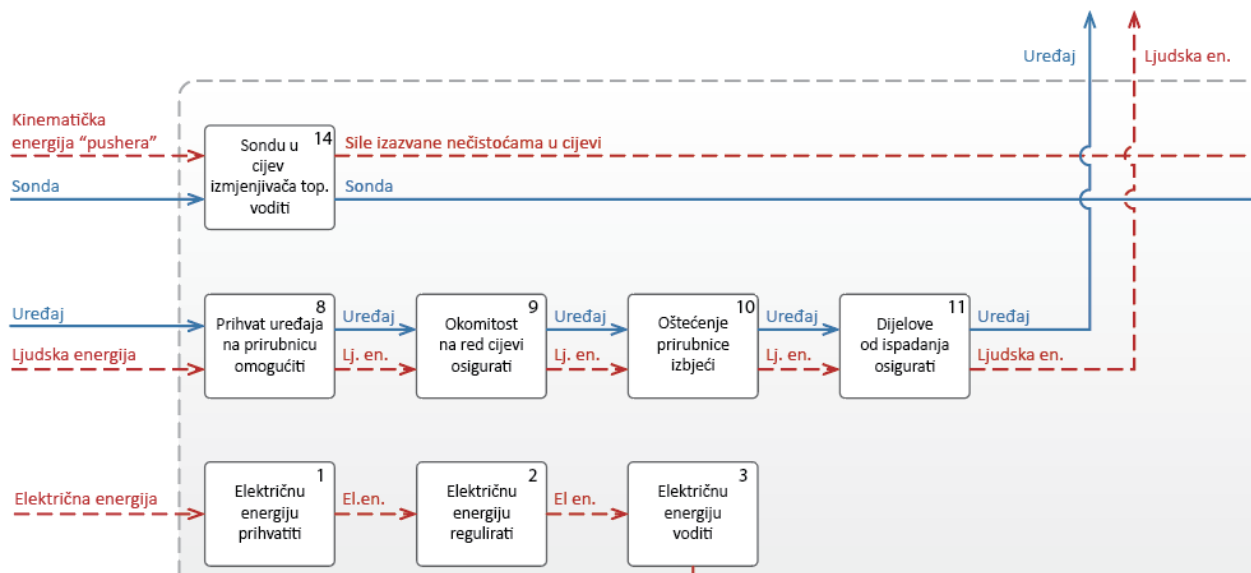 Uređaj
Ljudska en.
Kinematička
energija "pushera"
Sonda
14
Sondu u
cijev
izmjenjivača top.
voditi
Sile izazvane nečistoćama u cijevi
Sonda
Uređaj
Ljudska energija
8
Prihvat uređaja
na prirubnicu
omogućiti
Uređaj
Lj. en.
9
Okomitost
na red cijevi
osigurati
Uređaj
Lj. en.
10
Oštećenje
prirubnice
izbjeći
Uređaj
Lj. en.
11
Dijelove
od ispadanja
osigurati
Uređaj
Ljudska en.
Električna energija
1
Električnu
energiju
prihvatiti
El.en.
2
Električnu
energiju
regulirati
El en.
3
Električnu
energiju
voditi